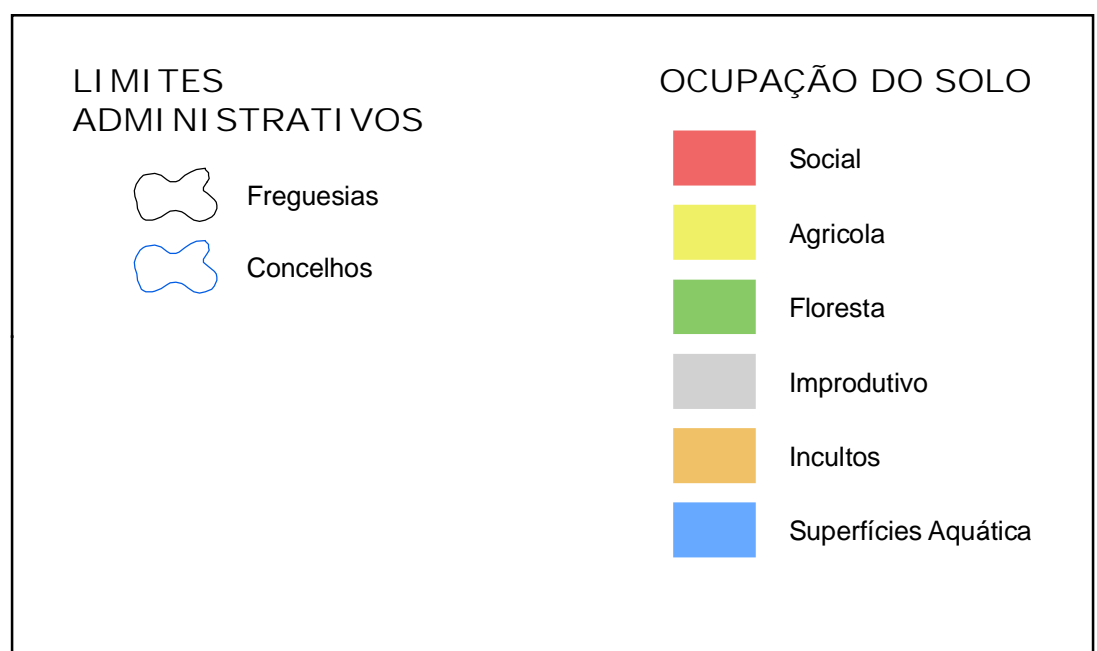 LIMITES
ADMINISTRATIVOS
Freguesias
Concelhos
OCUPAÇÃO DO SOLO
Social
Agricola
Floresta
Improdutivo
Incultos
Superfícies Aquática